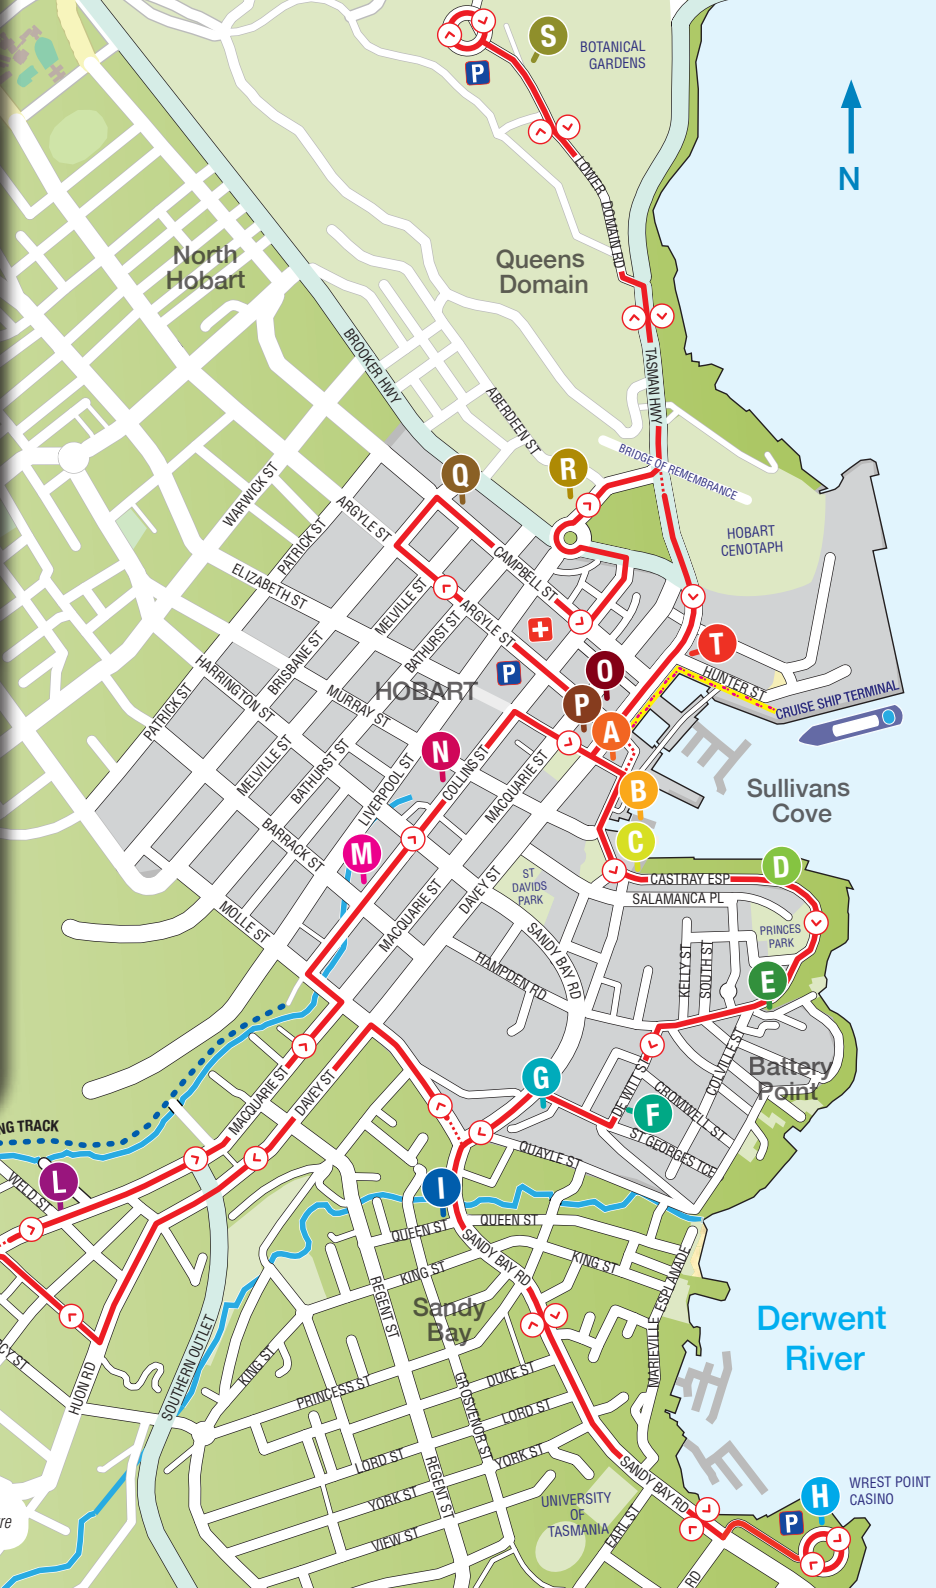 S
BOTANICAL
GARDENS
P
N
LOWER DOMAIN RD
North
Hobart
Queens
Domain
BROOKER HWY
TASMAN HWY
ABERDEEN ST
BRIDGE OF REMEMBRANCE
Q
R
WARWICK ST
ARGYLE ST
PATRICK ST
HOBART
CENOTAPH
ELIZABETH ST
CAMPBELL ST
MELVILLE ST
ARGYLE ST
BATHURST ST
T
BRISBANE ST
HARRINGTON ST
P
O
HUNTER ST
HOBART
MURRAY ST
CRUISE SHIP TERMINAL
PATRICK ST
P
A
N
MELVILLE ST
BATHURST ST
LIVERPOOL ST
COLLINS ST
MACQUARIE ST
B
Sullivans
Cove
BARRACK ST
M
C
D
ST
DAVIDS
PARK
CASTRAY ESP
SALAMANCA PL
DAVEY ST
MACQUARIE ST
MOLLE ST
SANDY BAY RD
PRINCES
PARK
KELLY ST
SOUTH ST
HAMPDEN RD
E
Battery
Point
COLVILLE ST
DE WITT ST
CROMWELL ST
G
F
ST GEORGES TCE
MACQUARIE ST
DAVEY ST
NG TRACK
QUAYLE ST
L
WELD ST
I
QUEEN ST
QUEEN ST
SANDY BAY RD
KING ST
KING ST
Sandy
Bay
REGENT ST
MARIEVILLE ESPLANADE
Derwent
River
SOUTHERN OUTLET
HUON RD
KING ST
PRINCESS ST
DUKE ST
GROSVENOR ST
LORD ST
LORD ST
YORK ST
REGENT ST
YORK ST
VIEW ST
SANDY BAY RD
UNIVERSITY
OF
TASMANIA
EARL ST
RD
P
H
WREST POINT
CASINO
re